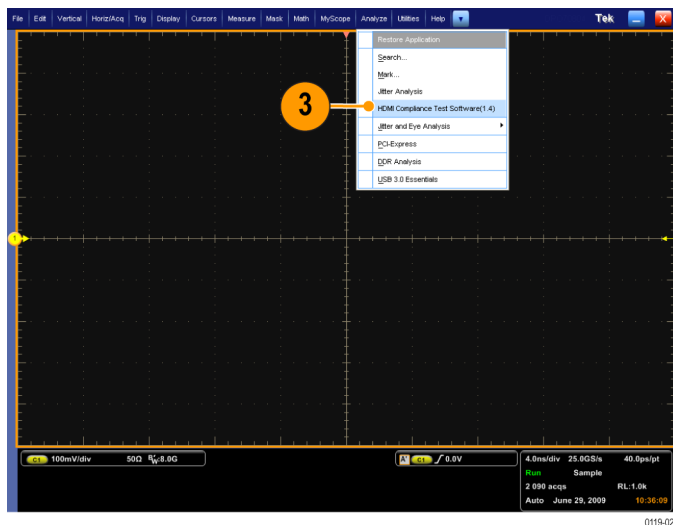 File Edit Vertical Horiz/Acq Trig Display Cursors Measure Mask Math MyScope Analyze Utilities Help Tek
Restore Application
Search...
Mark...
Jitter Analysis
3
HDMI Compliance Test Software(1.4)
Jitter and Eye Analysis
PCI-Express
DDR Analysis
USB 3.0 Essentials
1
C1 100mV/div 50Ω BW:8.0G
A' C1 0.0V
4.0ns/div 25.0GS/s 40.0ps/pt
Run Sample
2 090 acqs RL:1.0k
Auto June 29, 2009 10:36:09
0119-02